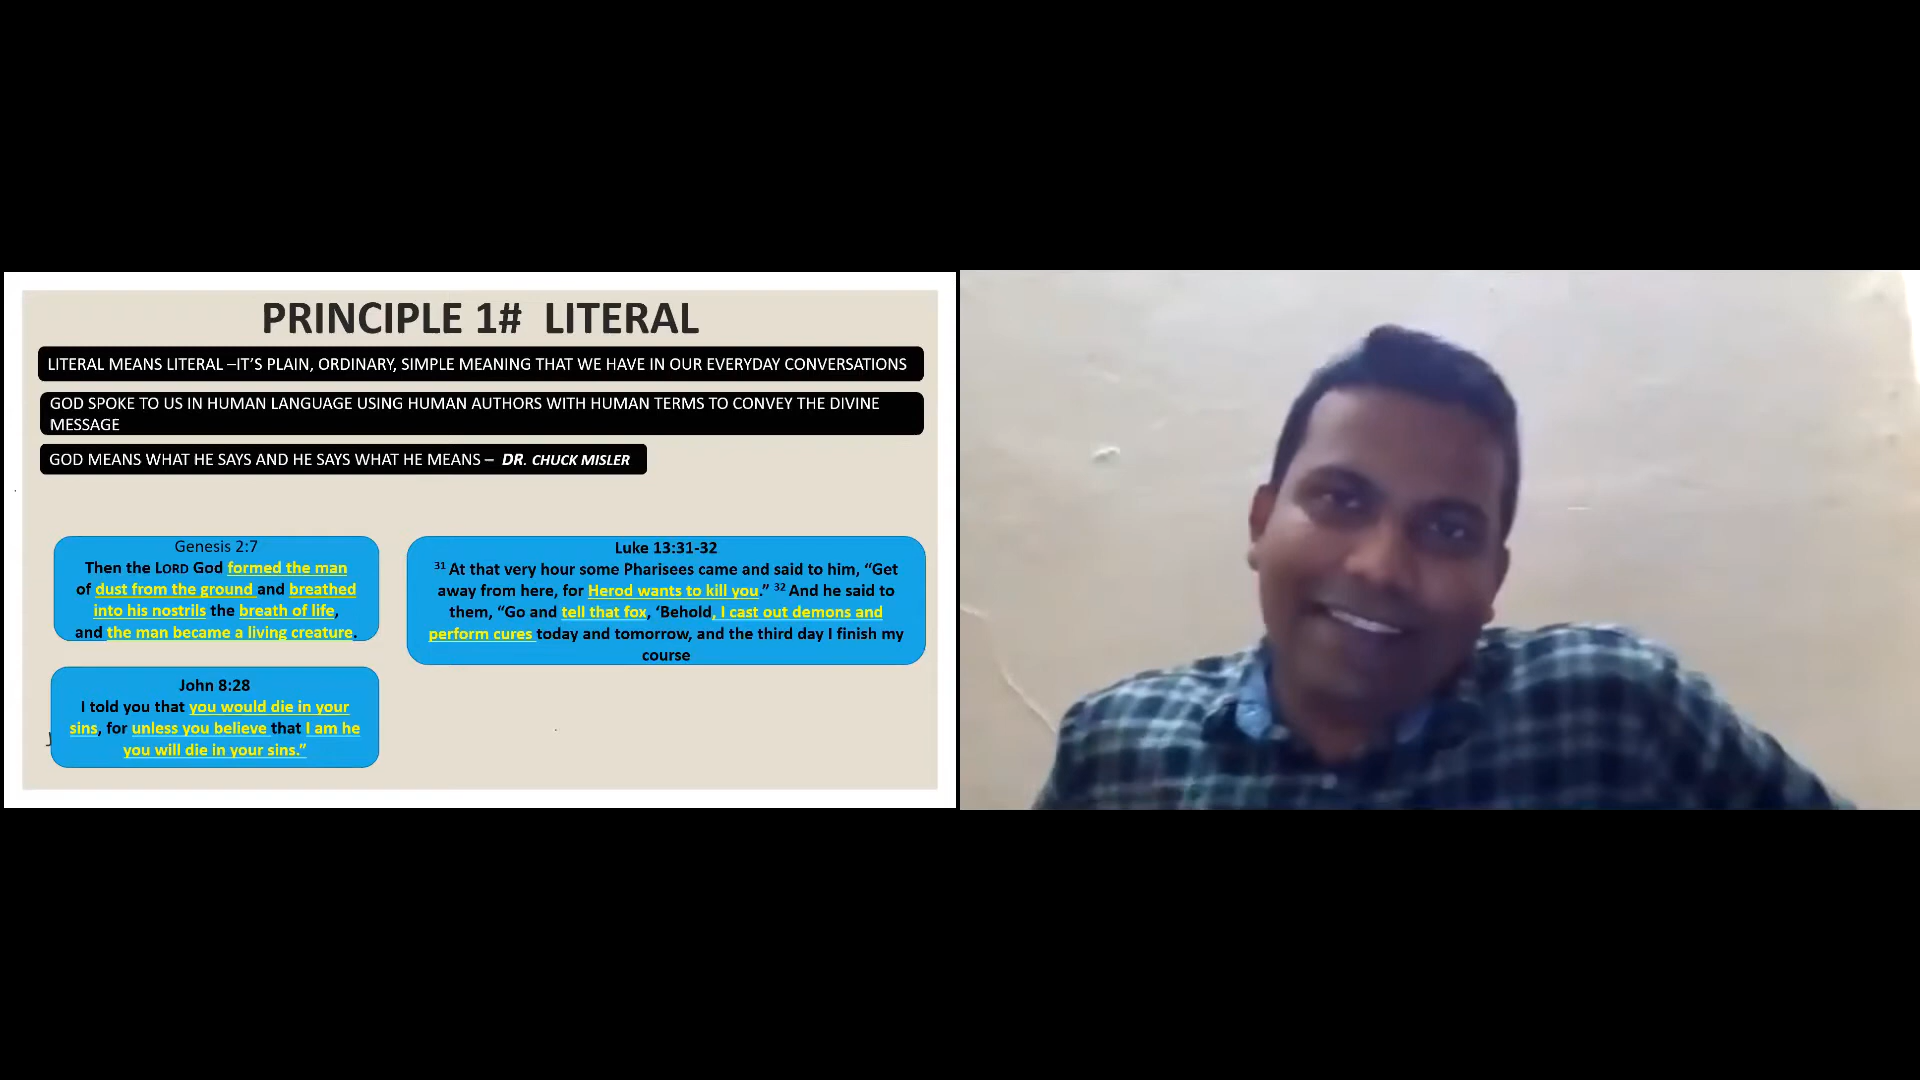 PRINCIPLE 1# LITERAL
LITERAL MEANS LITERAL –IT’S PLAIN, ORDINARY, SIMPLE MEANING THAT WE HAVE IN OUR EVERYDAY CONVERSATIONS
GOD SPOKE TO US IN HUMAN LANGUAGE USING HUMAN AUTHORS WITH HUMAN TERMS TO CONVEY THE DIVINE
MESSAGE
GOD MEANS WHAT HE SAYS AND HE SAYS WHAT HE MEANS – DR. CHUCK MISLER
Genesis 2:7
Then the LORD God formed the man
of dust from the ground and breathed
into his nostrils the breath of life,
and the man became a living creature.
Luke 13:31-32
31 At that very hour some Pharisees came and said to him, “Get
away from here, for Herod wants to kill you.” 32 And he said to
them, “Go and tell that fox, ‘Behold, I cast out demons and
perform cures today and tomorrow, and the third day I finish my
course
John 8:28
I told you that you would die in your
sins, for unless you believe that I am he
you will die in your sins.”